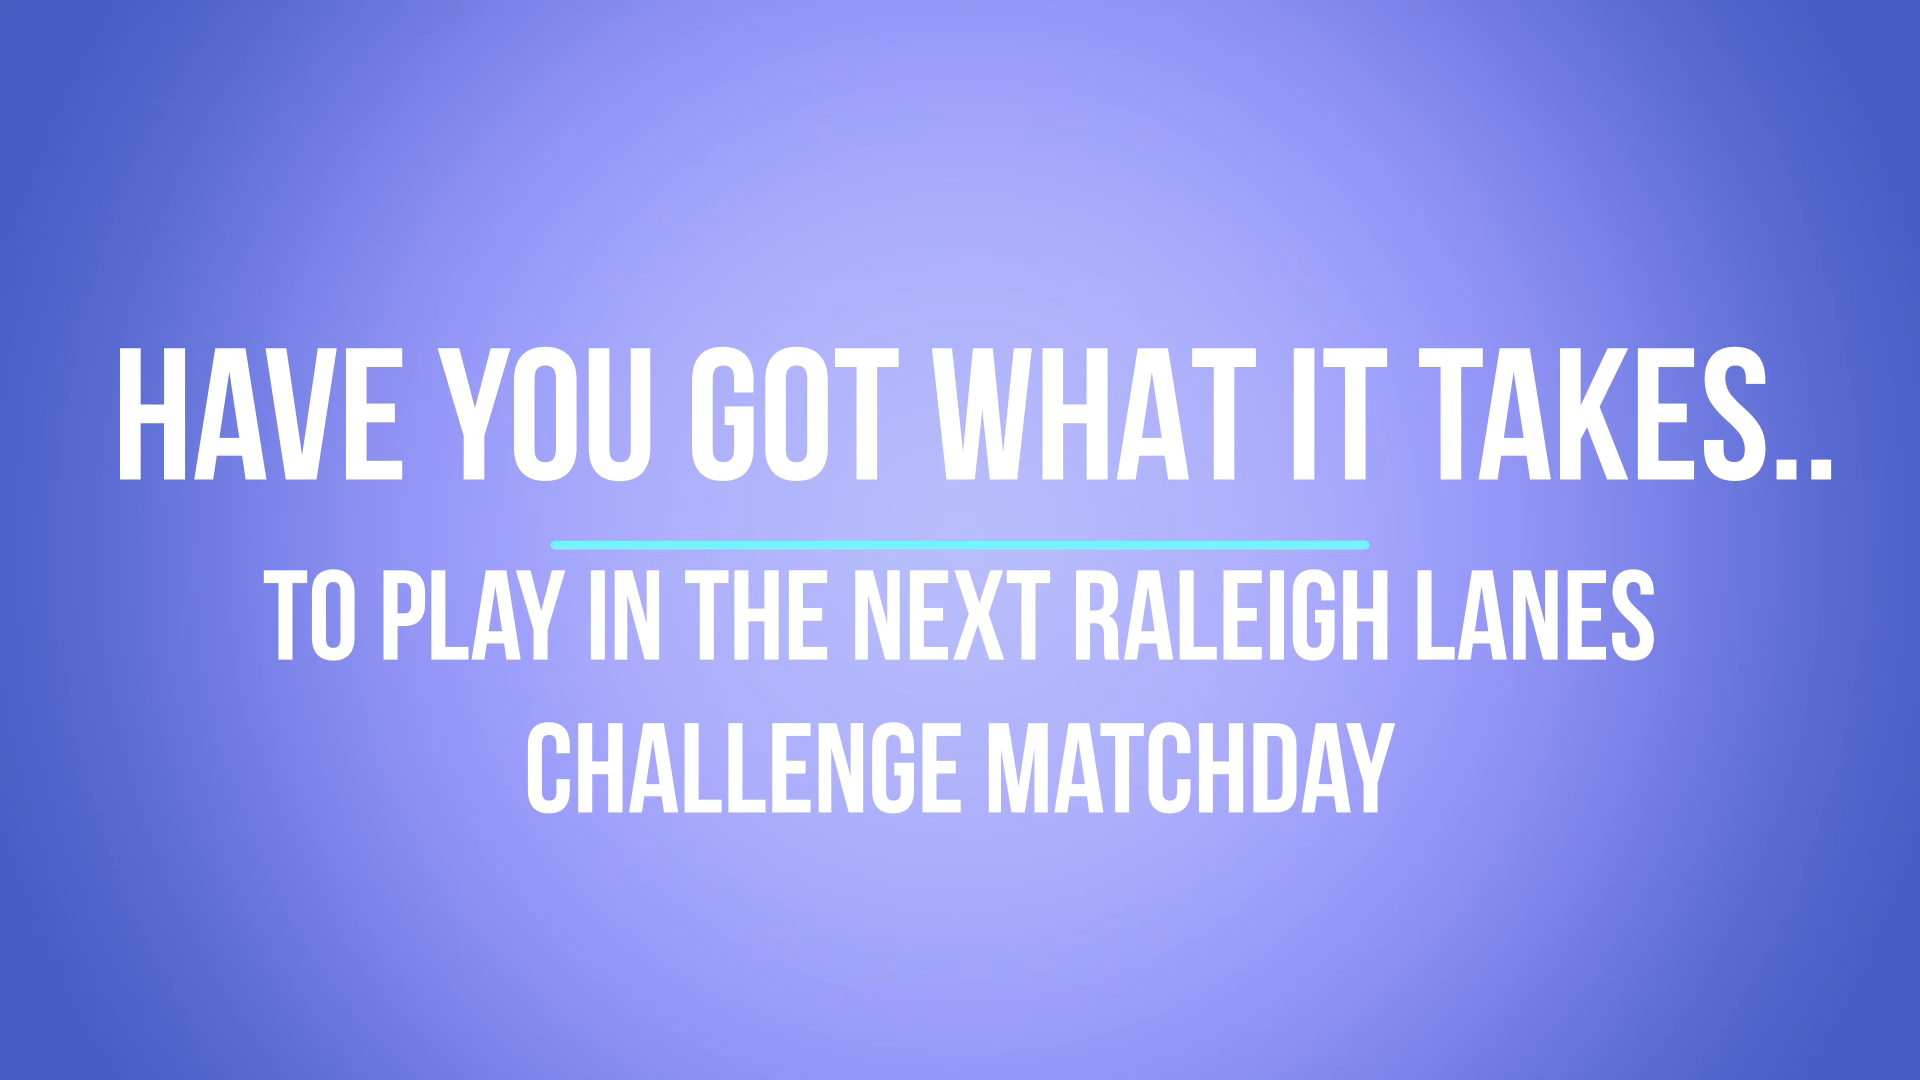 HAVE YOU GOT WHAT IT TAKES..
TO PLAY IN THE NEXT RALEIGH LANES
CHALLENGE MATCHDAY